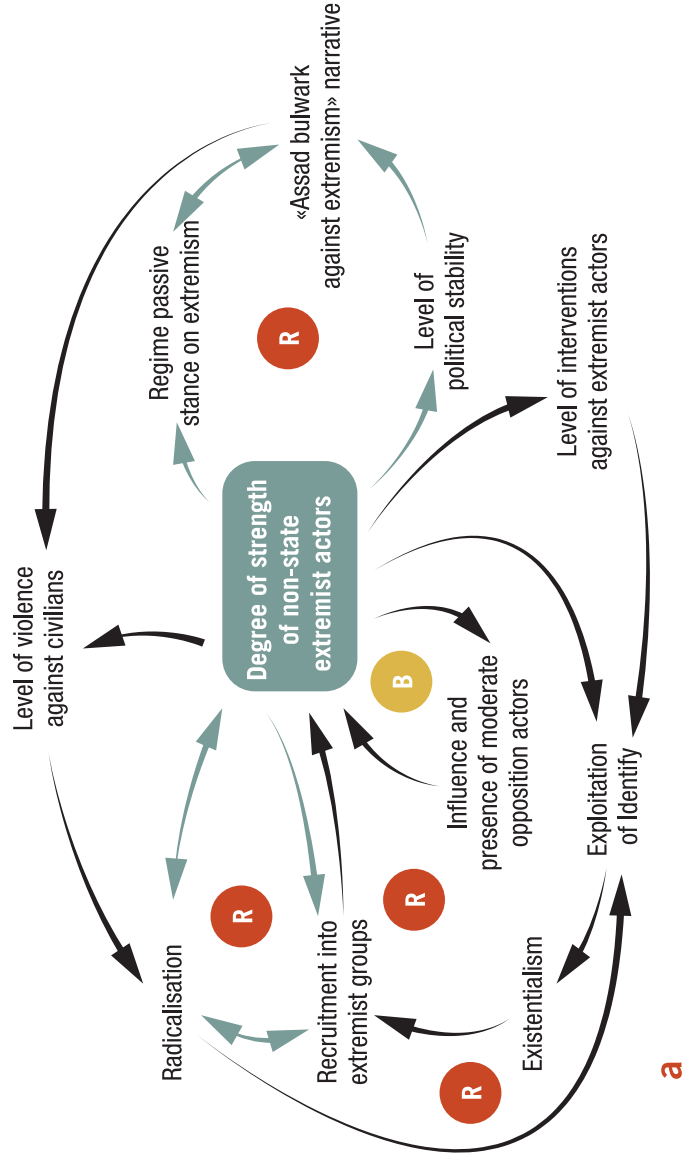 Level of violence
against civilians
Radicalisation
Regime passive
stance on extremism
«Assad bulwark
against extremism» narrative
R
R
Degree of strength
of non-state
extremist actors
Recruitment into
extremist groups
Level of
political stability
B
R
Influence and
presence of moderate
opposition actors
Level of interventions
against extremist actors
R
Existentialism
Exploitation
of Identify
a